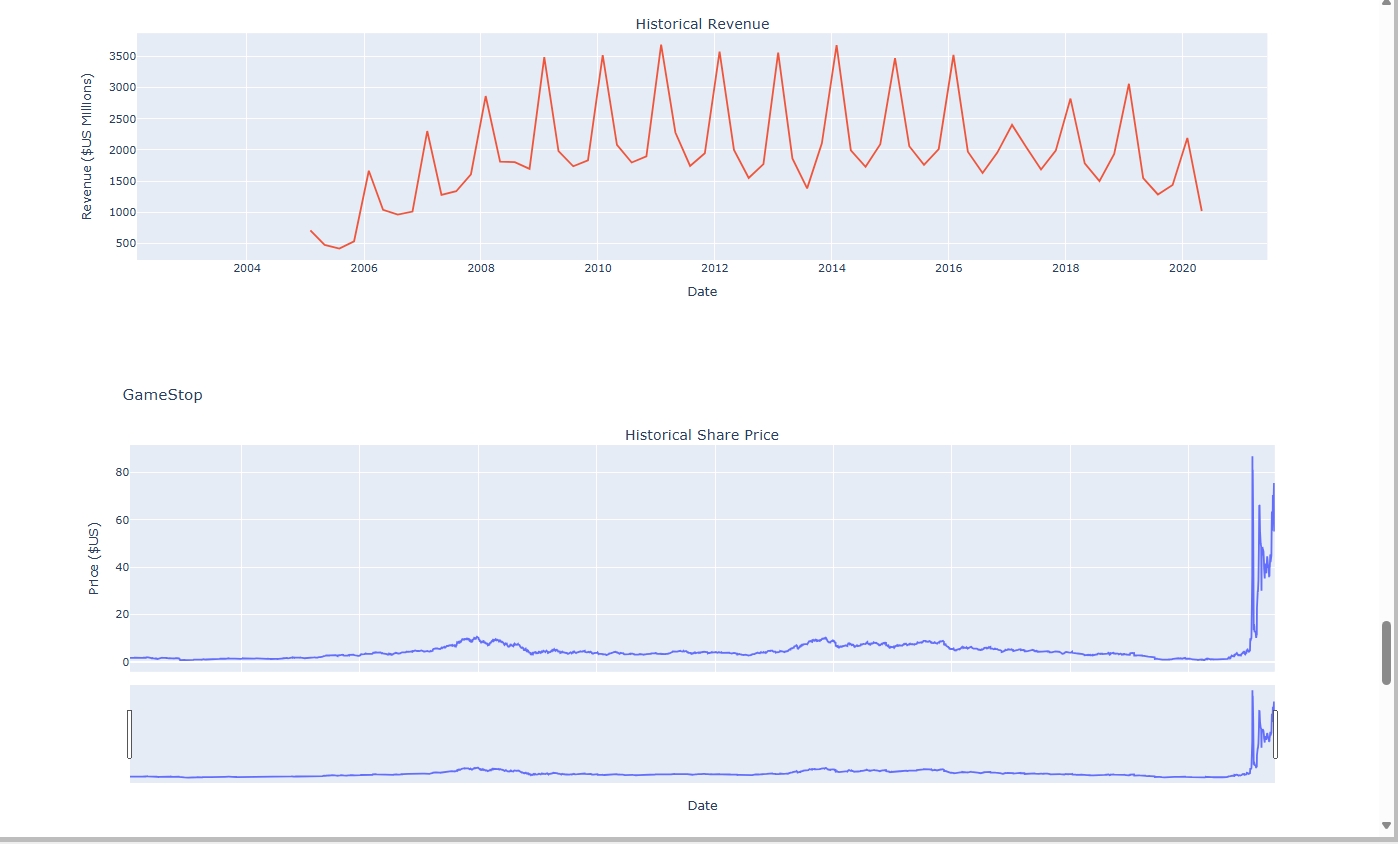 Historical Revenue
Revenue ($US Millions)
3500
3000
2500
2000
1500
1000
500
2004 2006 2008 2010 2012 2014 2016 2018 2020
Date
GameStop
Historical Share Price
Price ($US)
80
60
40
20
0
Date